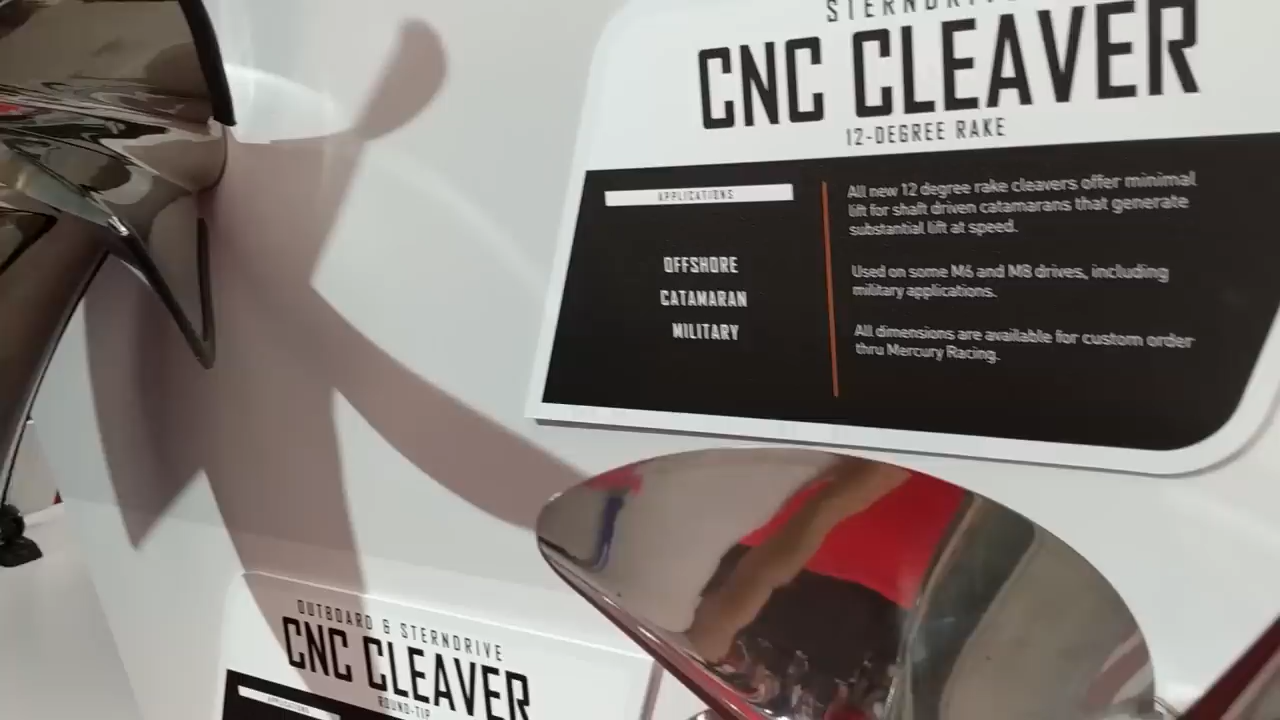 STERNDRIVE
CNC CLEAVER
12-DEGREE RAKE
APPLICATIONS
OFFSHORE
CATAMARAN
MILITARY
All new 12 degree rake cleavers offer minimal
lift for shaft driven catamarans that generate
substantial lift at speed.
Used on some M6 and M8 drives, including
military applications.
All dimensions are available for custom order
thru Mercury Racing.
OUTBOARD & STERNDRIVE
CNC CLEAVER
ROUND-TIP
APPLICATIONS